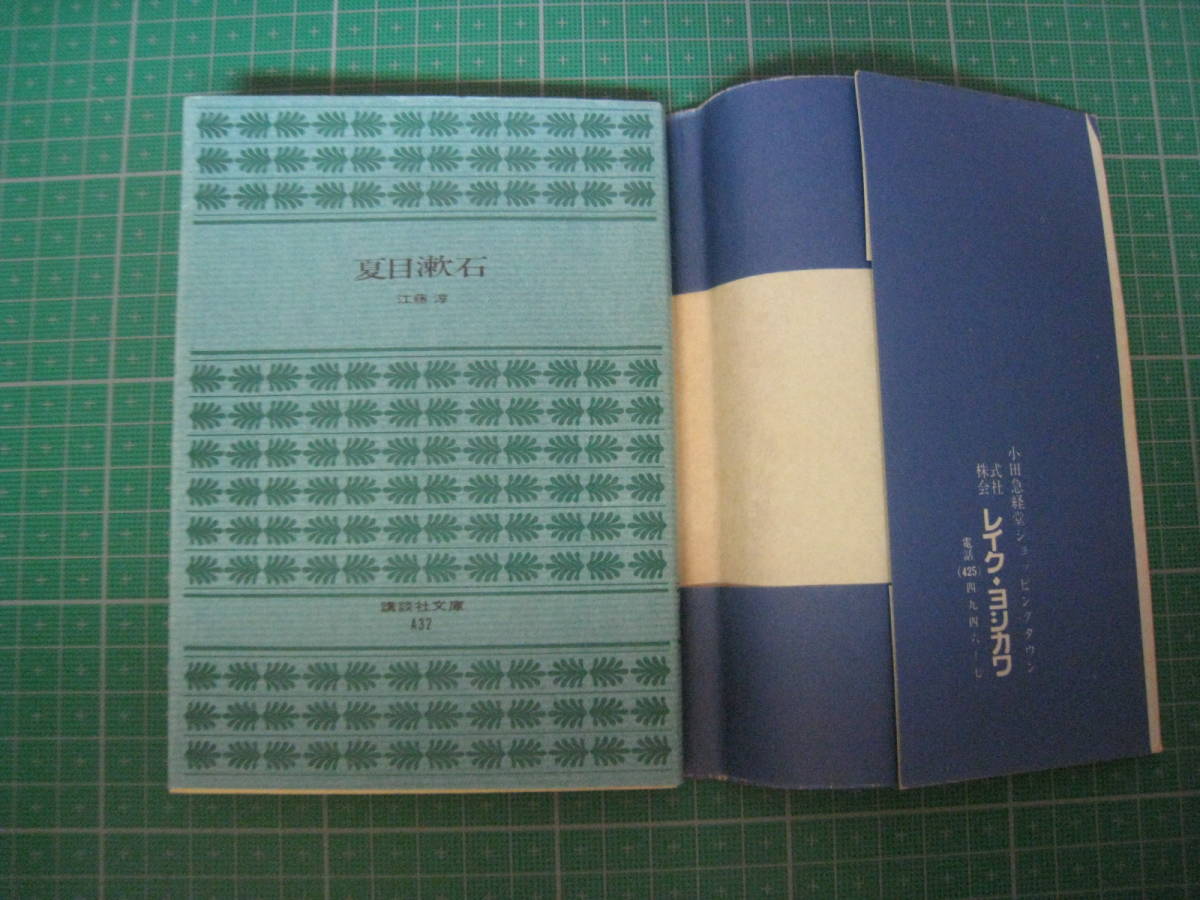 夏目漱石
江藤 淳
講談社文庫
A32
小田急経堂ショッピングタウン
株式会社 レイク・ヨシカワ
電話(425)四九四六―七